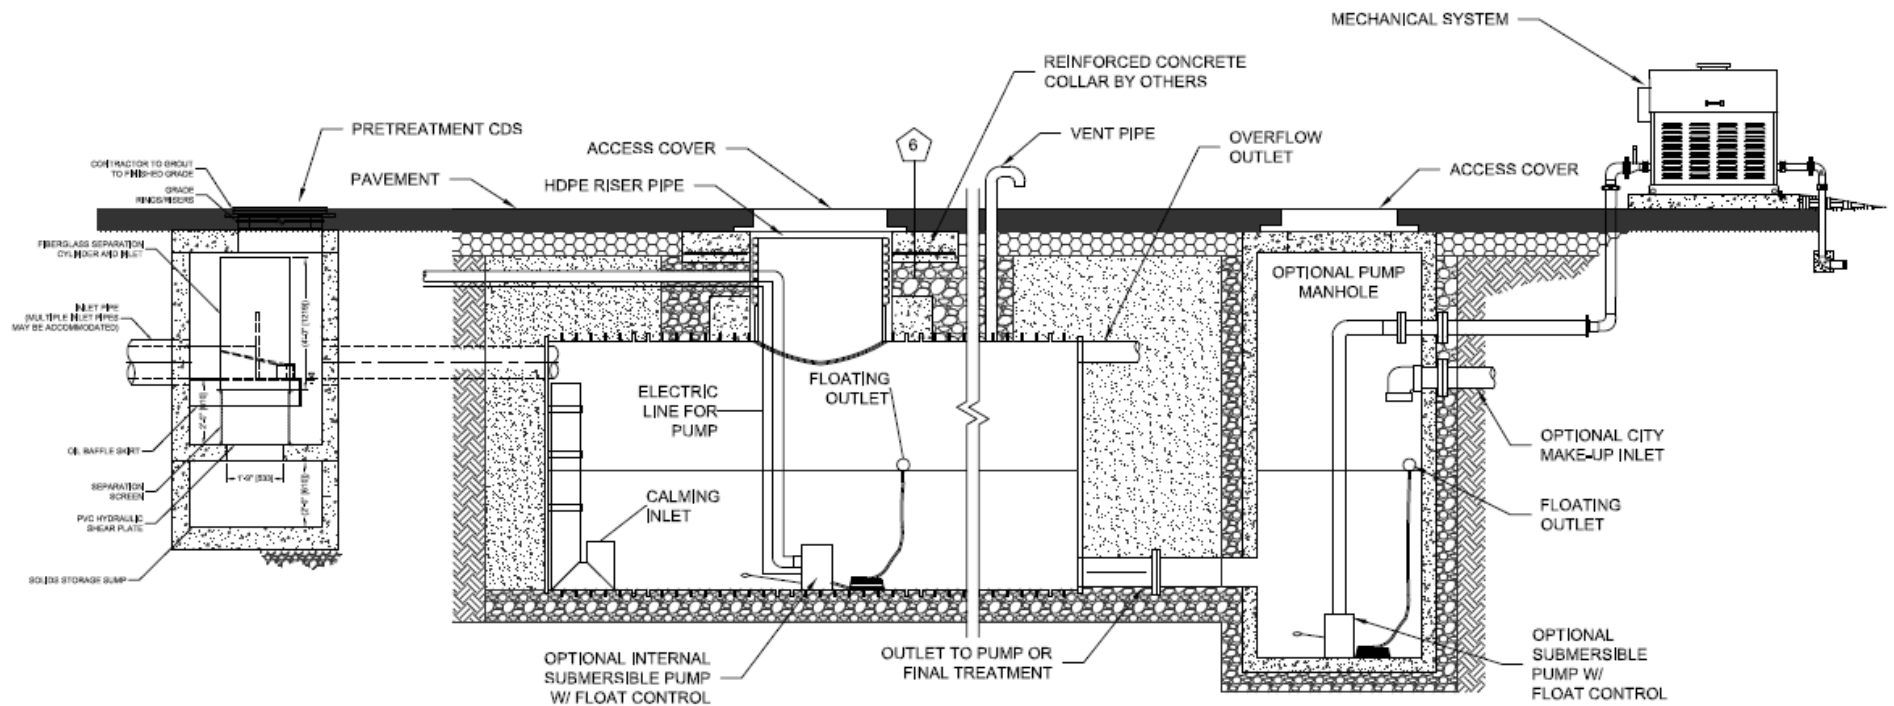 MECHANICAL SYSTEM
REINFORCED CONCRETE
COLLAR BY OTHERS
PRETREATMENT CDS
ACCESS COVER
6
VENT PIPE
OVERFLOW
OUTLET
CONTRACTOR TO GROUT
TO FINISHED GRADE
PAVEMENT
HDPE RISER PIPE
ACCESS COVER
GRADE
RINGS/RISERS
FIBERGLASS SEPARATION
CYLINDER AND INLET
OPTIONAL PUMP
MANHOLE
INLET PIPE
(MULTIPLE INLET PIPES
MAY BE ACCOMMODATED)
ELECTRIC
LINE FOR
PUMP
FLOATING
OUTLET
OIL BAFFLE SKIRT
OPTIONAL CITY
MAKE-UP INLET
SEPARATION
SCREEN
1'-9" [533]
CALMING
INLET
FLOATING
OUTLET
PVC HYDRAULIC
SHEAR PLATE
SOLIDS STORAGE SUMP
OPTIONAL INTERNAL
SUBMERSIBLE PUMP
W/ FLOAT CONTROL
OUTLET TO PUMP OR
FINAL TREATMENT
OPTIONAL
SUBMERSIBLE
PUMP W/
FLOAT CONTROL